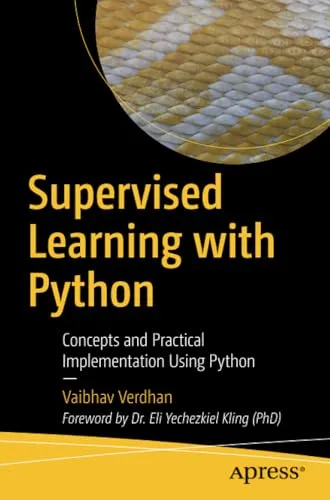 Supervised
Learning with
Python
Concepts and Practical
Implementation Using Python
—
Vaibhav Verdhan
Foreword by Dr. Eli Yechezkiel Kling (PhD)
Apress®